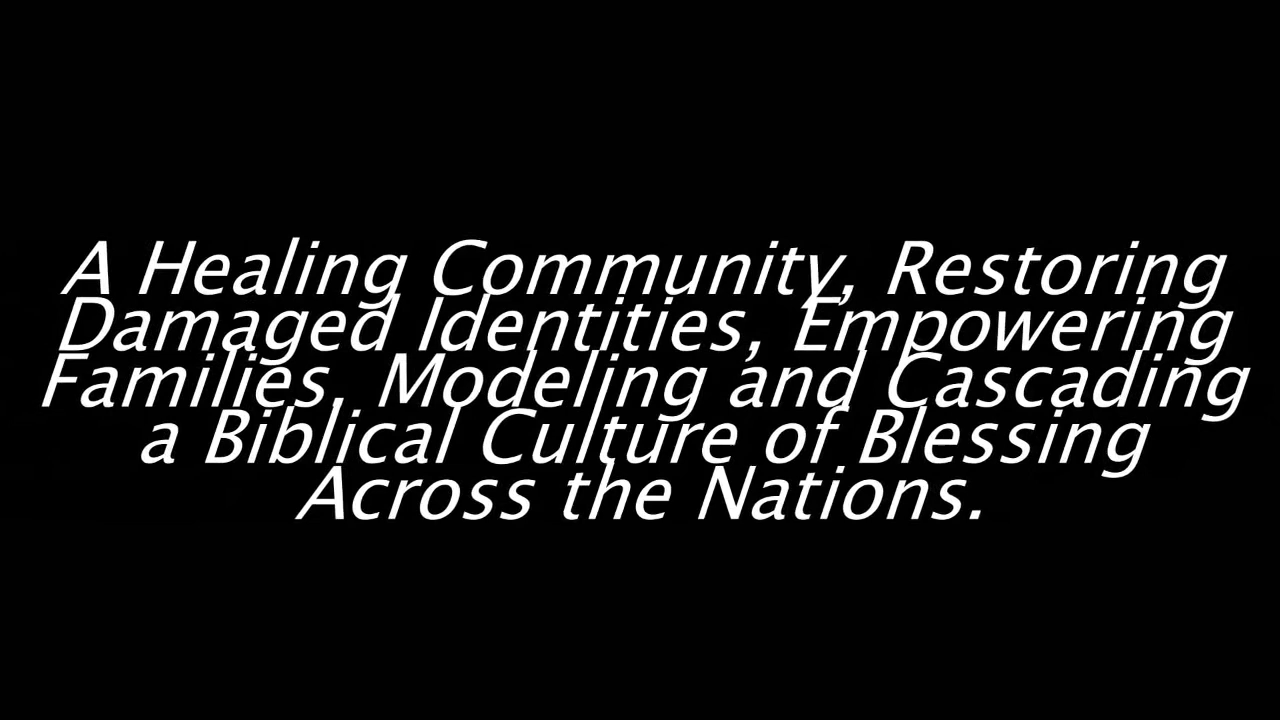 A Healing Community, Restoring
Damaged Identities, Empowering
Families, Modeling and Cascading
a Biblical Culture of Blessing
Across the Nations.